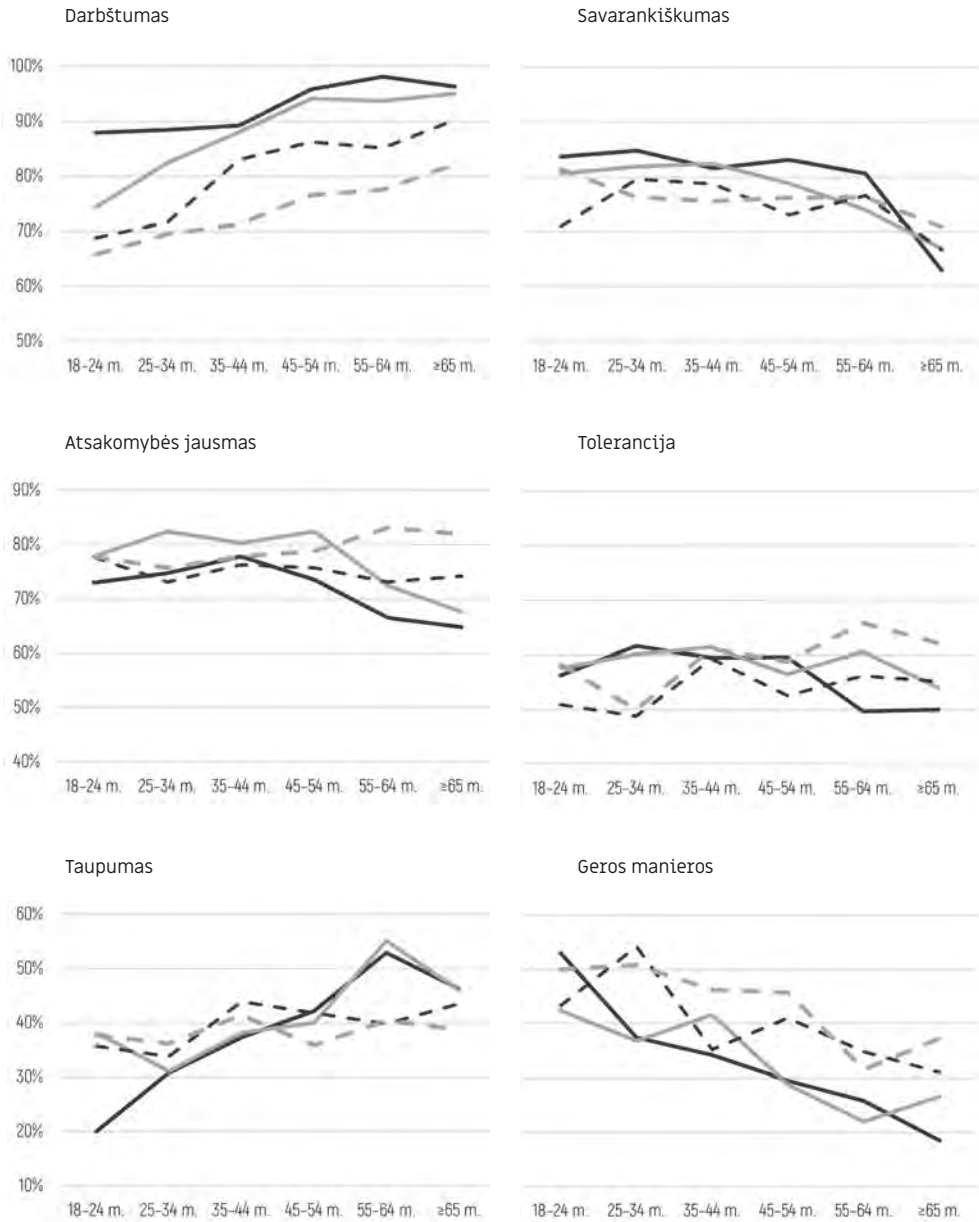 Darbštumas
Savarankiškumas
100%
90%
80%
70%
60%
50%
18-24 m. 25-34 m. 35-44 m. 45-54 m. 55-64 m. ≥65 m.
18-24 m. 25-34 m. 35-44 m. 45-54 m. 55-64 m. ≥65 m.
Atsakomybės jausmas
Tolerancija
90%
80%
70%
60%
50%
40%
18-24 m. 25-34 m. 35-44 m. 45-54 m. 55-64 m. ≥65 m.
18-24 m. 25-34 m. 35-44 m. 45-54 m. 55-64 m. ≥65 m.
Taupumas
Geros manieros
60%
50%
40%
30%
20%
10%
18-24 m. 25-34 m. 35-44 m. 45-54 m. 55-64 m. ≥65 m.
18-24 m. 25-34 m. 35-44 m. 45-54 m. 55-64 m. ≥65 m.